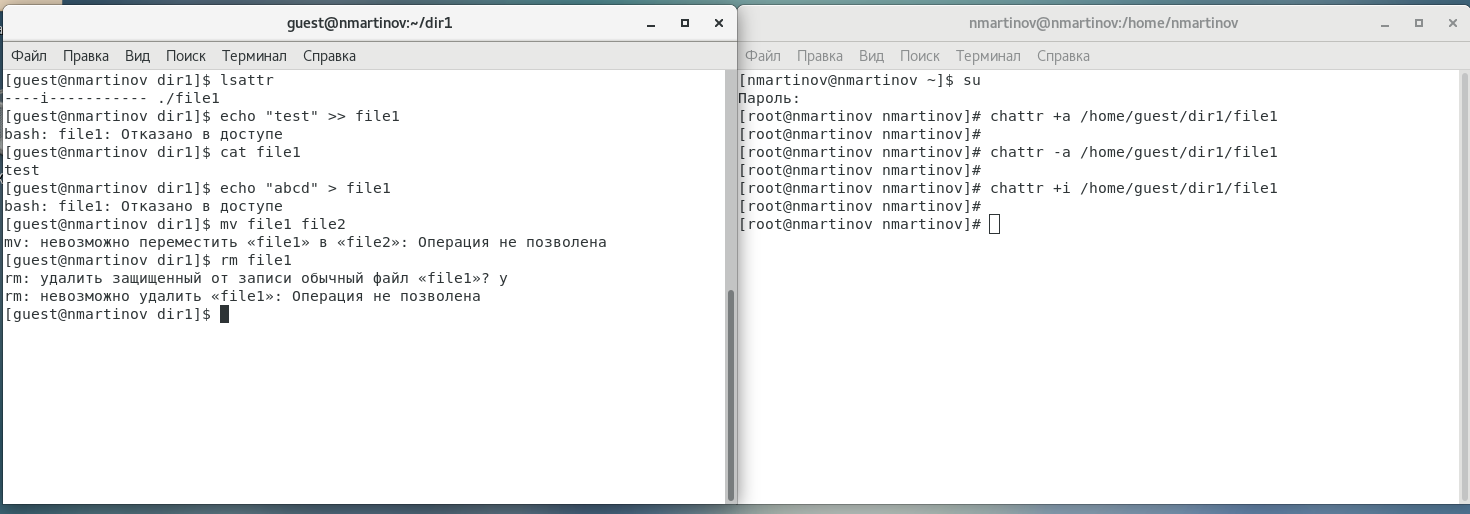 guest@nmartinov:~/dir1
Файл Правка Вид Поиск Терминал Справка
[guest@nmartinov dir1]$ lsattr
----i----------- ./file1
[guest@nmartinov dir1]$ echo "test" >> file1
bash: file1: Отказано в доступе
[guest@nmartinov dir1]$ cat file1
test
[guest@nmartinov dir1]$ echo "abcd" > file1
bash: file1: Отказано в доступе
[guest@nmartinov dir1]$ mv file1 file2
mv: невозможно переместить «file1» в «file2»: Операция не позволена
[guest@nmartinov dir1]$ rm file1
rm: удалить защищенный от записи обычный файл «file1»? y
rm: невозможно удалить «file1»: Операция не позволена
[guest@nmartinov dir1]$
nmartinov@nmartinov:/home/nmartinov
Файл Правка Вид Поиск Терминал Справка
[nmartinov@nmartinov ~]$ su
Пароль:
[root@nmartinov nmartinov]# chattr +a /home/guest/dir1/file1
[root@nmartinov nmartinov]#
[root@nmartinov nmartinov]# chattr -a /home/guest/dir1/file1
[root@nmartinov nmartinov]#
[root@nmartinov nmartinov]# chattr +i /home/guest/dir1/file1
[root@nmartinov nmartinov]#
[root@nmartinov nmartinov]#